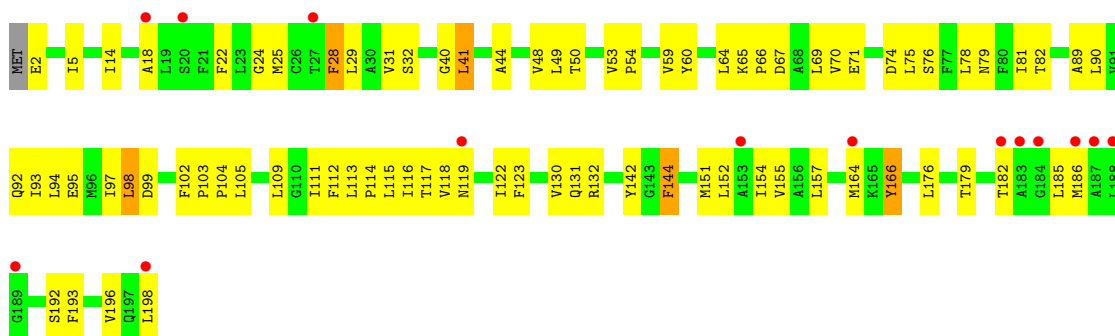 MET E2 I5 I14 A18 L19 S20 F21 F22 L23 G24 M25 C26 T27 F28 L29 A30 V31 S32 G40 L41 A44 V48 L49 T50 V53 P54 V59 Y60 L64 K65 P66 D67 A68 L69 V70 E71 D74 L75 S76 F77 L78 N79 F80 I81 T82 A89 L90 V91
Q92 I93 L94 E95 M96 I97 L98 D99 F102 P103 P104 L105 L109 G110 I111 F112 L113 P114 L115 I116 T117 V118 N119 I122 F123 V130 Q131 R132 Y142 G143 F144 M151 L152 A153 I154 V155 A156 L157 M164 K165 Y166 L176 T179 T182 A183 G184 L185 M186 A187 L188
G189 S192 F193 V196 Q197 L198